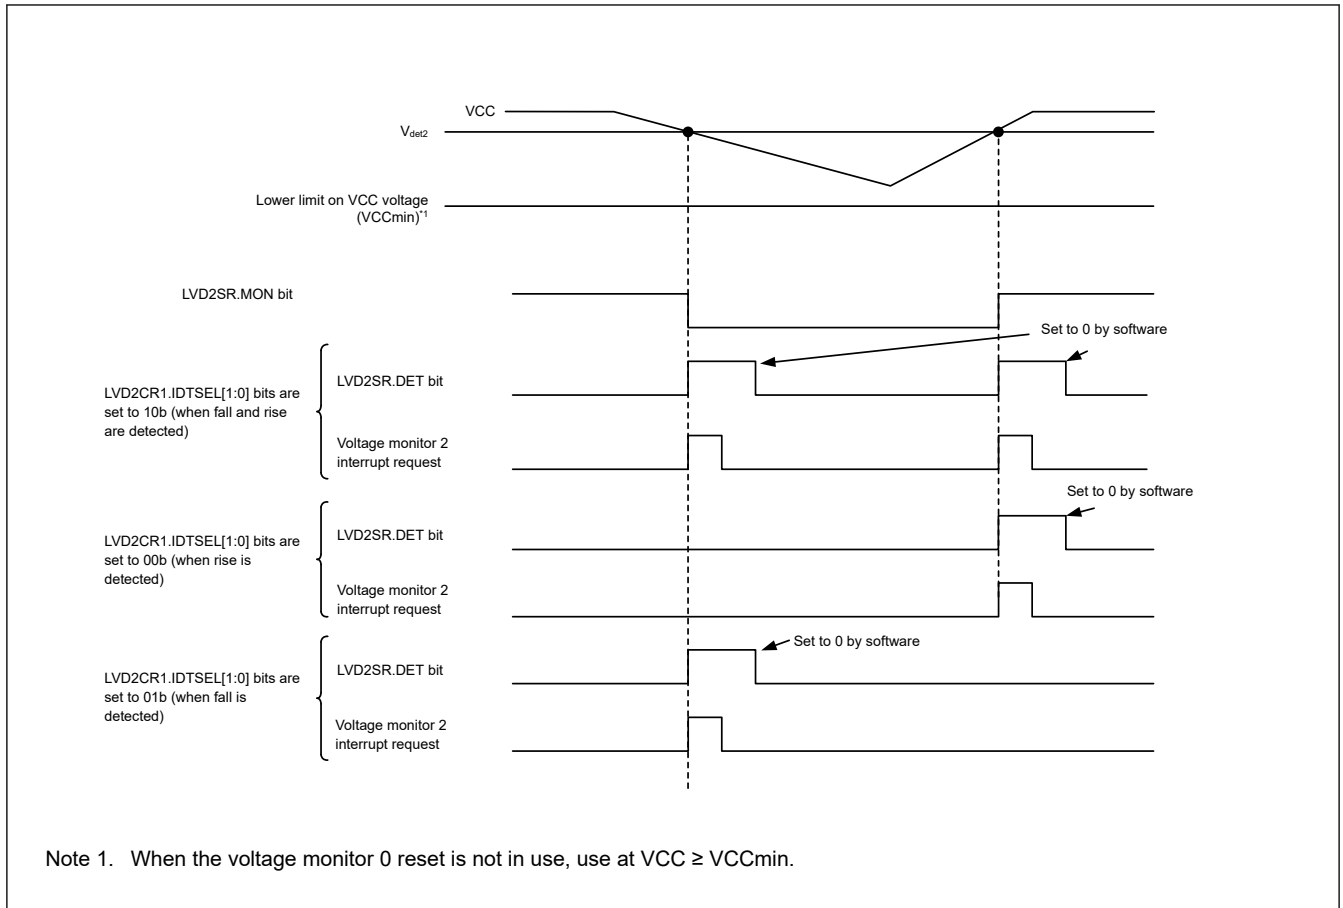 VCC
Vdet2
Lower limit on VCC voltage
(VCCmin)*1
LVD2SR.MON bit
Set to 0 by software
LVD2CR1.IDTSEL[1:0] bits are
set to 10b (when fall and rise
are detected)
LVD2SR.DET bit
Voltage monitor 2
interrupt request
Set to 0 by software
LVD2CR1.IDTSEL[1:0] bits are
set to 00b (when rise is
detected)
LVD2SR.DET bit
Voltage monitor 2
interrupt request
Set to 0 by software
LVD2CR1.IDTSEL[1:0] bits are
set to 01b (when fall is
detected)
LVD2SR.DET bit
Voltage monitor 2
interrupt request
Note 1. When the voltage monitor 0 reset is not in use, use at VCC ≥ VCCmin.